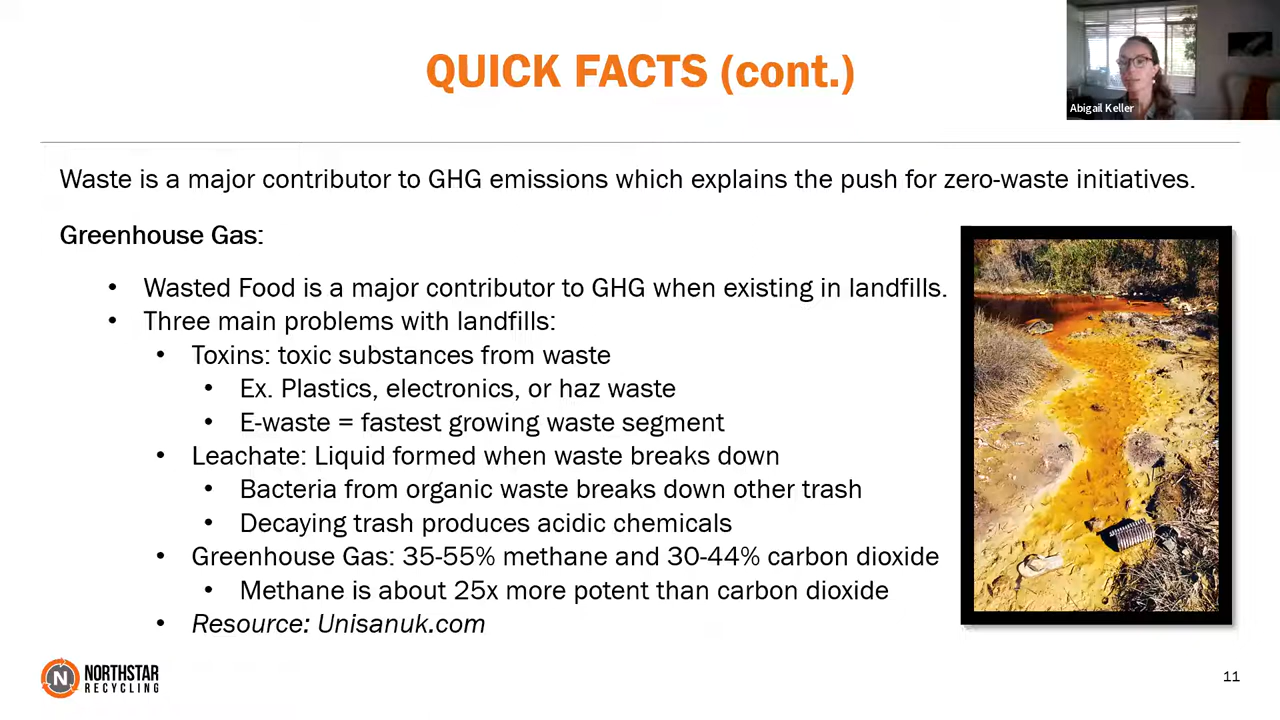 QUICK FACTS (cont.)
Abigail Keller
Waste is a major contributor to GHG emissions which explains the push for zero-waste initiatives.
Greenhouse Gas:
• Wasted Food is a major contributor to GHG when existing in landfills.
• Three main problems with landfills:
• Toxins: toxic substances from waste
• Ex. Plastics, electronics, or haz waste
• E-waste = fastest growing waste segment
• Leachate: Liquid formed when waste breaks down
• Bacteria from organic waste breaks down other trash
• Decaying trash produces acidic chemicals
• Greenhouse Gas: 35-55% methane and 30-44% carbon dioxide
• Methane is about 25x more potent than carbon dioxide
• Resource: Unisanuk.com
N
NORTHSTAR
RECYCLING
11